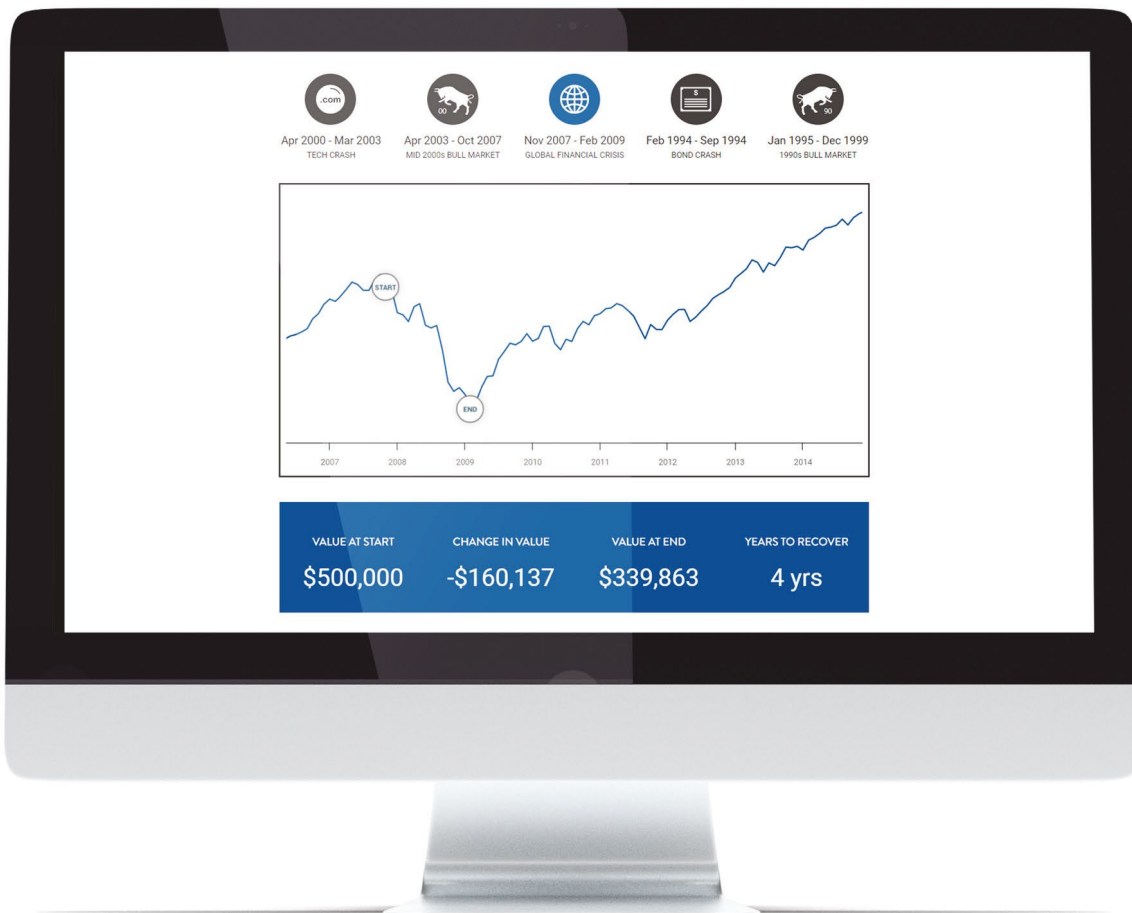 .com
00
$
90
Apr 2000 - Mar 2003
TECH CRASH
Apr 2003 - Oct 2007
MID 2000s BULL MARKET
Nov 2007 - Feb 2009
GLOBAL FINANCIAL CRISIS
Feb 1994 - Sep 1994
BOND CRASH
Jan 1995 - Dec 1999
1990s BULL MARKET
START
END
2007 2008 2009 2010 2011 2012 2013 2014
VALUE AT START
$500,000
CHANGE IN VALUE
-$160,137
VALUE AT END
$339,863
YEARS TO RECOVER
4 yrs